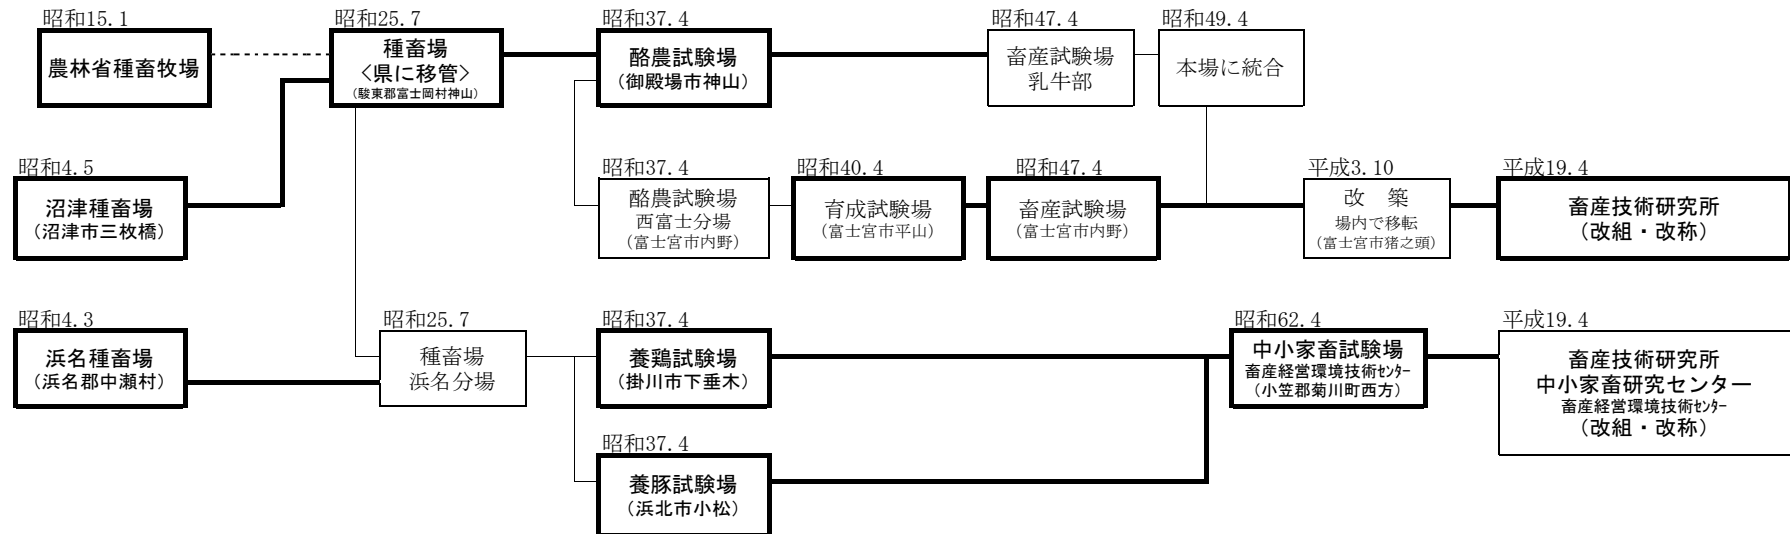 昭和15.1
農林省種畜牧場
昭和25.7
種畜場
<県に移管>
（駿東郡富士岡村神山）
昭和37.4
酪農試験場
（御殿場市神山）
昭和47.4
畜産試験場
乳牛部
昭和49.4
本場に統合
昭和4.5
沼津種畜場
（沼津市三枚橋）
昭和37.4
酪農試験場
西富士分場
（富士宮市内野）
昭和40.4
育成試験場
（富士宮市平山）
昭和47.4
畜産試験場
（富士宮市内野）
平成3.10
改　築
場内で移転
（富士宮市猪之頭）
平成19.4
畜産技術研究所
（改組・改称）
昭和4.3
浜名種畜場
（浜名郡中瀬村）
昭和25.7
種畜場
浜名分場
昭和37.4
養鶏試験場
（掛川市下垂木）
昭和62.4
中小家畜試験場
畜産経営環境技術ｾﾝﾀｰ
（小笠郡菊川町西方）
平成19.4
畜産技術研究所
中小家畜研究センター
畜産経営環境技術ｾﾝﾀｰ
（改組・改称）
昭和37.4
養豚試験場
（浜北市小松）